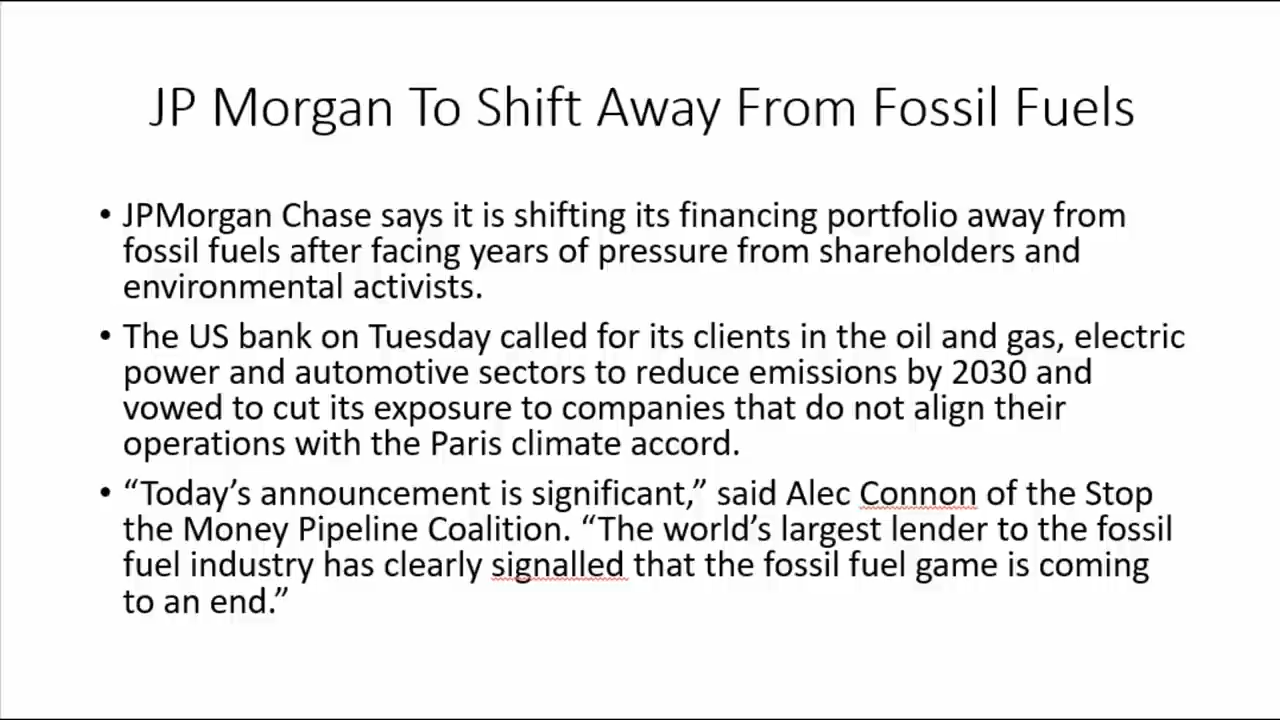 JP Morgan To Shift Away From Fossil Fuels
• JPMorgan Chase says it is shifting its financing portfolio away from
fossil fuels after facing years of pressure from shareholders and
environmental activists.
• The US bank on Tuesday called for its clients in the oil and gas, electric
power and automotive sectors to reduce emissions by 2030 and
vowed to cut its exposure to companies that do not align their
operations with the Paris climate accord.
• “Today’s announcement is significant,” said Alec Connon of the Stop
the Money Pipeline Coalition. “The world’s largest lender to the fossil
fuel industry has clearly signalled that the fossil fuel game is coming
to an end.”